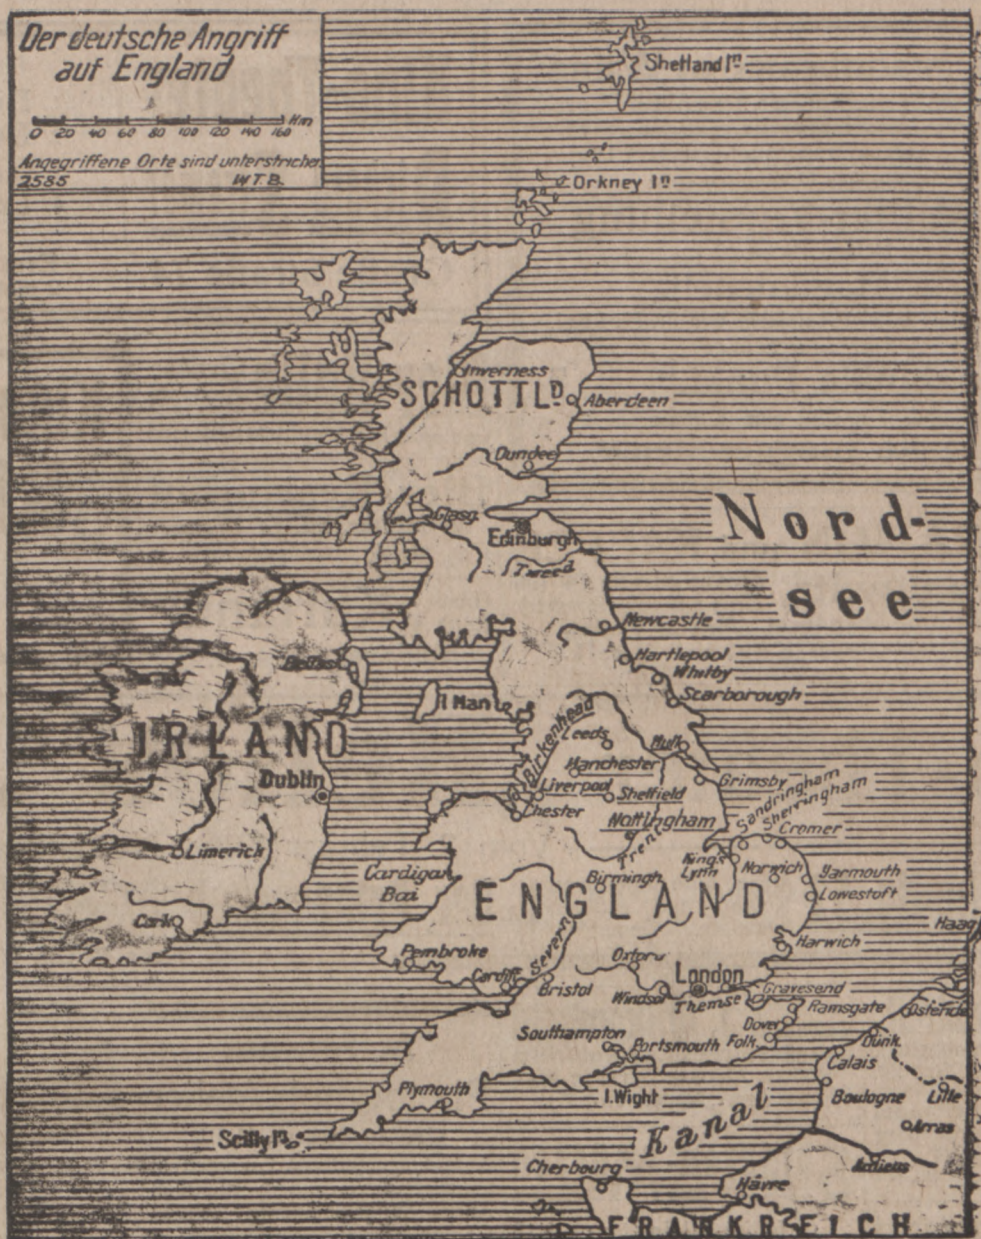 Der deutsche Angriff
auf England
Km
0 20 40 60 80 100 120 140 160
Angegriffene Orte sind unterstrichen
2585 W.T.B.
Shetland In
Orkney In
Inverness
SCHOTTLD.
Aberdeen
Dundee
Glasg.
Edinburgh
Tweed
Nord-
see
Newcastle
Hartlepool
Whitby
Scarborough
Belfast
I Man
IRLAND
Dublin
Birkenhead
Leeds
Hull
Manchester
Liverpool
Sheffield
Grimsby
Sandringham
Sherringham
Chester
Nottingham
Cromer
Trent
Limerick
King's
Lynn
Norwich
Yarmouth
Cardigan
Bai
Birmingh.
Lowestoft
ENGLAND
Cork
Haag
Harwich
Pembroke
Severn
Oxford
Cardiff
London
Bristol
Windsor
Themse
Gravesend
Ramsgate
Ostende
Dover
Southampton
Portsmouth
Folk.
Dünk.
Calais
Plymouth
I. Wight
Boulogne
Lille
Kanal
Arras
Scilly In
Amiens
Cherbourg
Hâvre
FRANKREICH